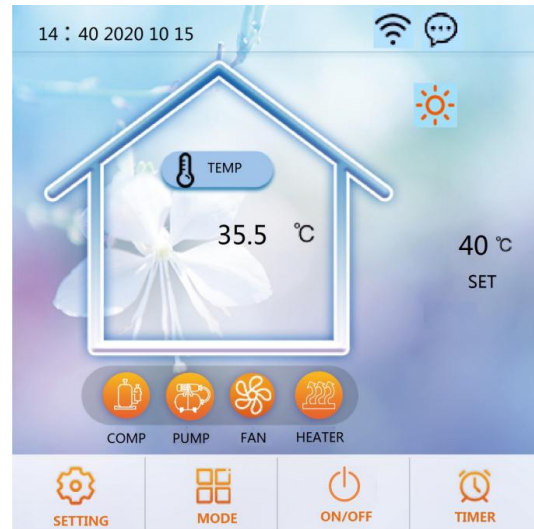 14：40 2020 10 15
TEMP
35.5 ℃
40 ℃
SET
COMP PUMP FAN HEATER
SETTING MODE ON/OFF TIMER